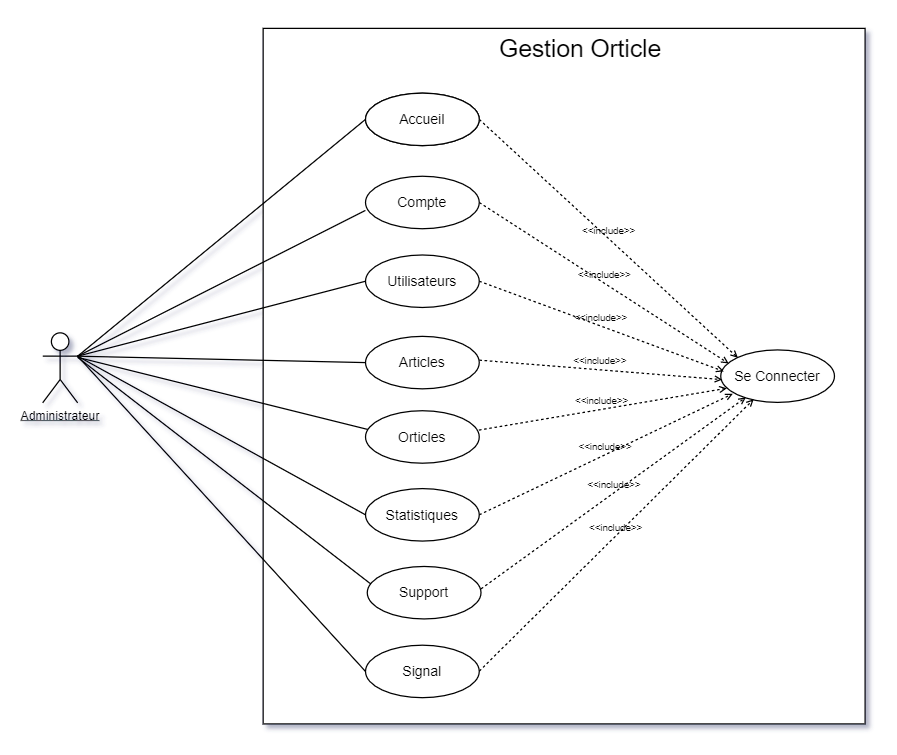 Gestion Orticle
Accueil
Compte
<<include>>
<<include>>
Utilisateurs
<<include>>
Articles
<<include>>
Se Connecter
<<include>>
Administrateur
Orticles
<<include>>
<<include>>
Statistiques
<<include>>
Support
Signal